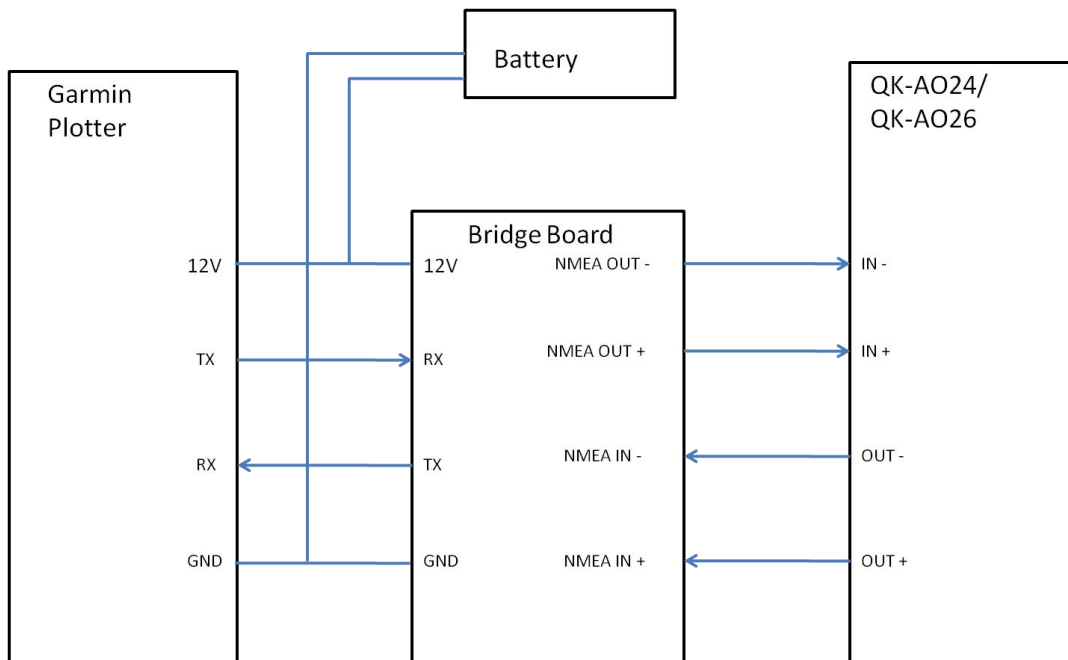 Battery
Garmin
Plotter
QK-AO24/
QK-AO26
Bridge Board
12V
12V
NMEA OUT -
IN -
TX
RX
NMEA OUT +
IN +
RX
TX
NMEA IN -
OUT -
GND
GND
NMEA IN +
OUT +